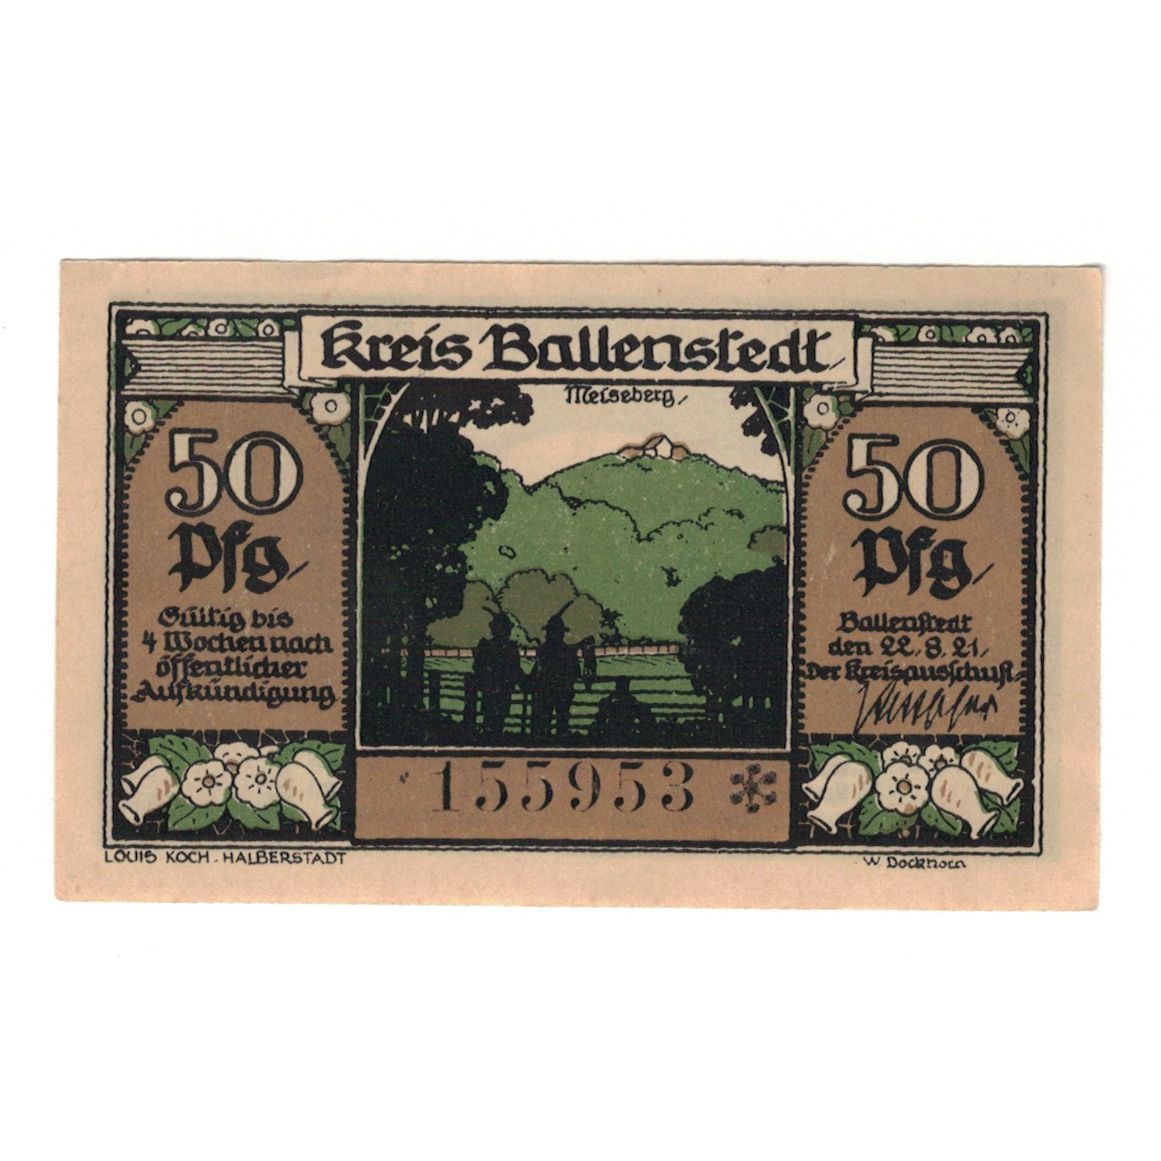 Kreis Ballenstedt
Meiseberg
50
Pfg
Gültig bis
4 Wochen nach
öffentlicher
Aufkündigung
50
Pfg
Ballenstedt
den 22. 8. 21.
Der Kreisausschuß
155953 *
LOUIS KOCH . HALBERSTADT
W. Dockhorn